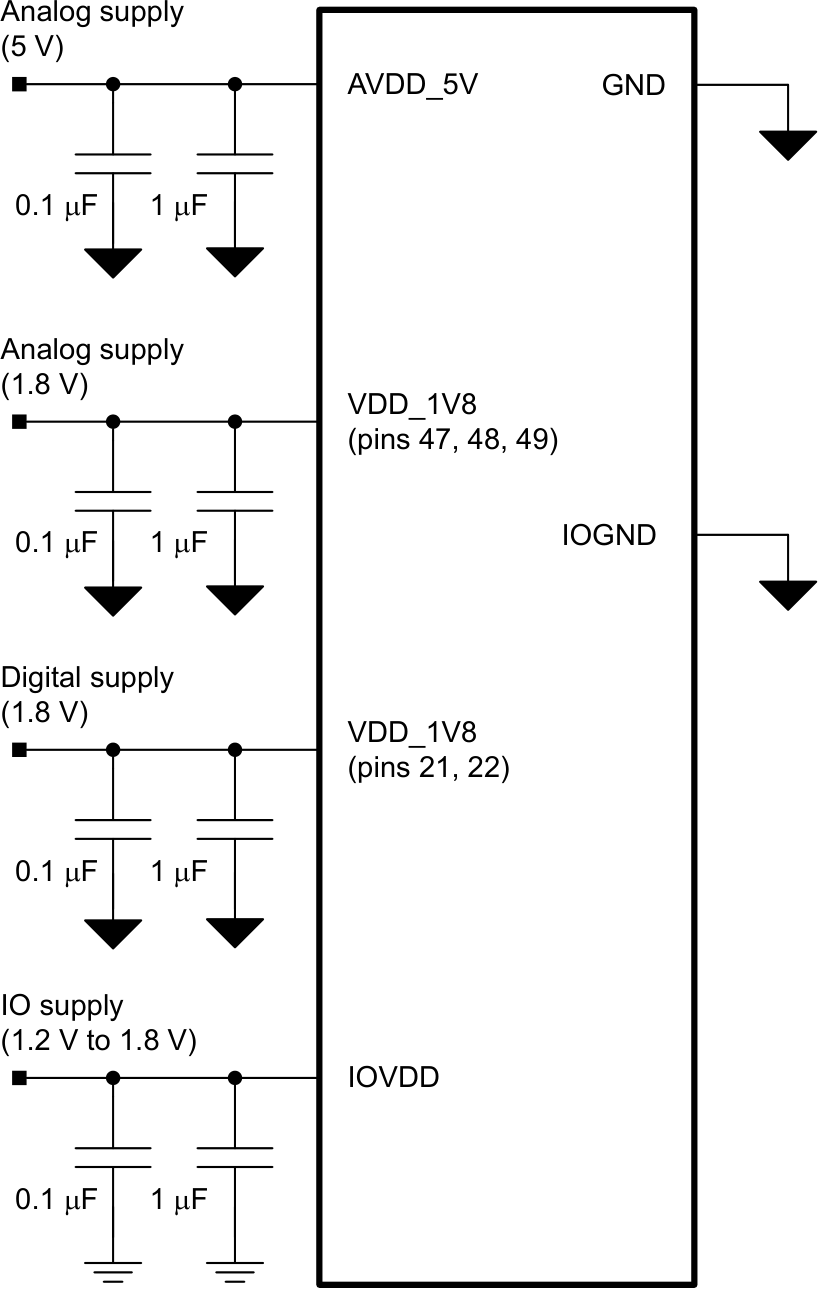 Analog supply
(5 V)
AVDD_5V
GND
0.1 μF
1 μF
Analog supply
(1.8 V)
VDD_1V8
(pins 47, 48, 49)
0.1 μF
1 μF
IOGND
Digital supply
(1.8 V)
VDD_1V8
(pins 21, 22)
0.1 μF
1 μF
IO supply
(1.2 V to 1.8 V)
IOVDD
0.1 μF
1 μF